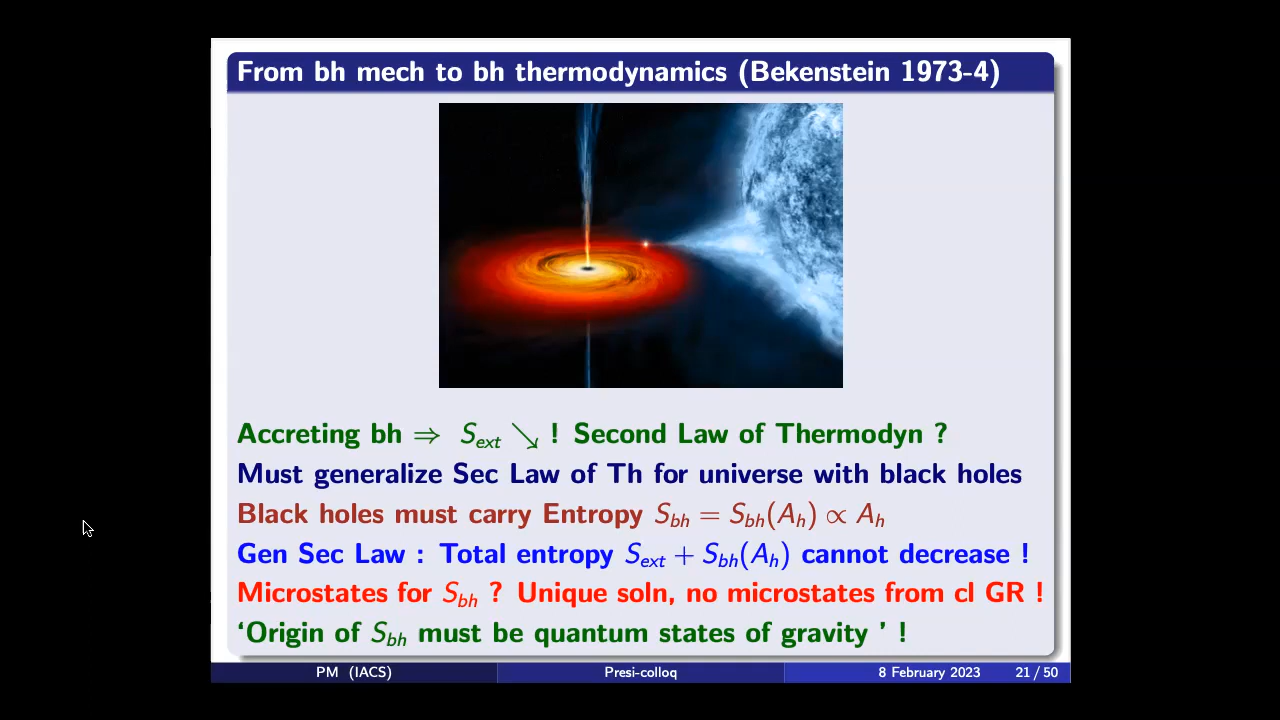 From bh mech to bh thermodynamics (Bekenstein 1973-4)
Accreting bh ⇒ S_ext ↘ ! Second Law of Thermodyn ?
Must generalize Sec Law of Th for universe with black holes
Black holes must carry Entropy S_bh = S_bh(A_h) ∝ A_h
Gen Sec Law : Total entropy S_ext + S_bh(A_h) cannot decrease !
Microstates for S_bh ? Unique soln, no microstates from cl GR !
‘Origin of S_bh must be quantum states of gravity ’ !
PM (IACS) Presi-colloq 8 February 2023 21 / 50